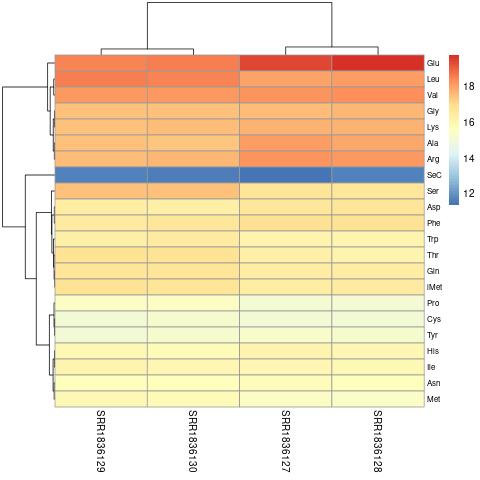 Glu
Leu
Val
Gly
Lys
Ala
Arg
SeC
Ser
Asp
Phe
Trp
Thr
Gln
iMet
Pro
Cys
Tyr
His
Ile
Asn
Met
18
16
14
12
SRR1836129
SRR1836130
SRR1836127
SRR1836128